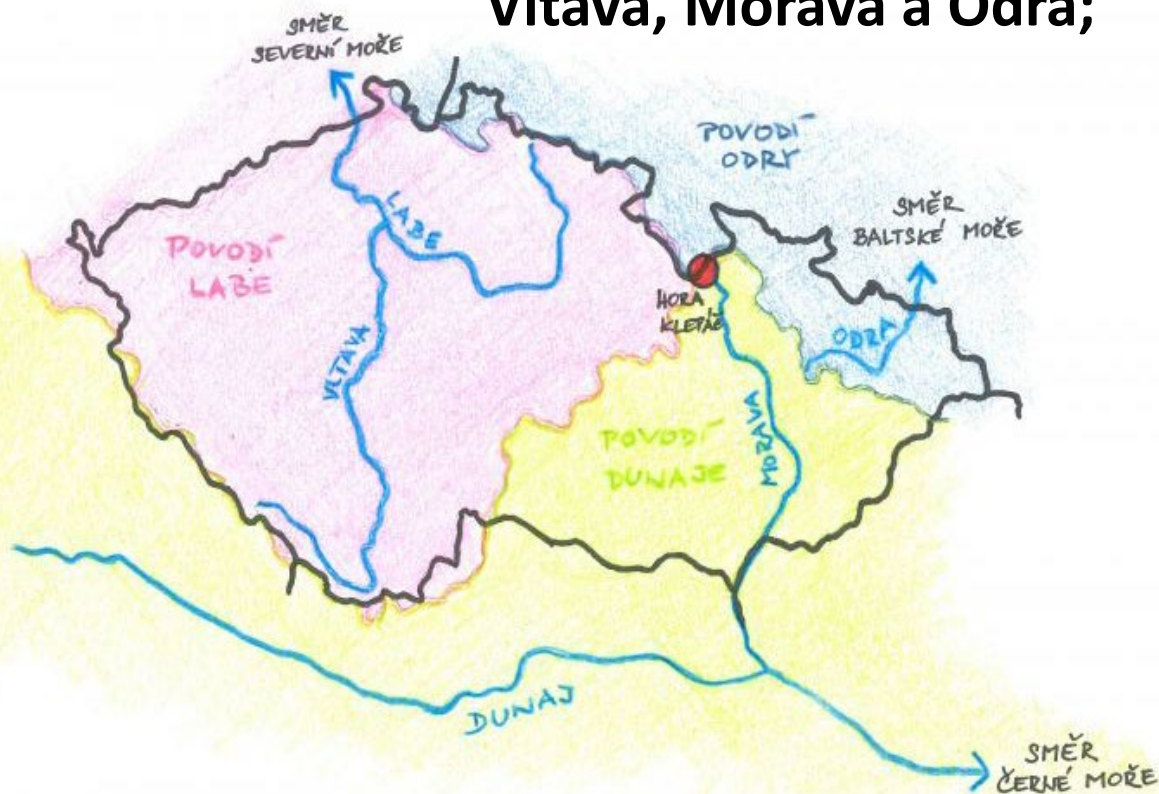 Vltava, Morava a Odra;
SMĚR
SEVERNÍ MOŘE
POVODÍ
ODRY
SMĚR
BALTSKÉ MOŘE
LABE
POVODÍ
LABE
HORA
KLEPÁČ
ODRA
VLTAVA
MORAVA
POVODÍ
DUNAJE
DUNAJ
SMĚR
ČERNÉ MOŘE